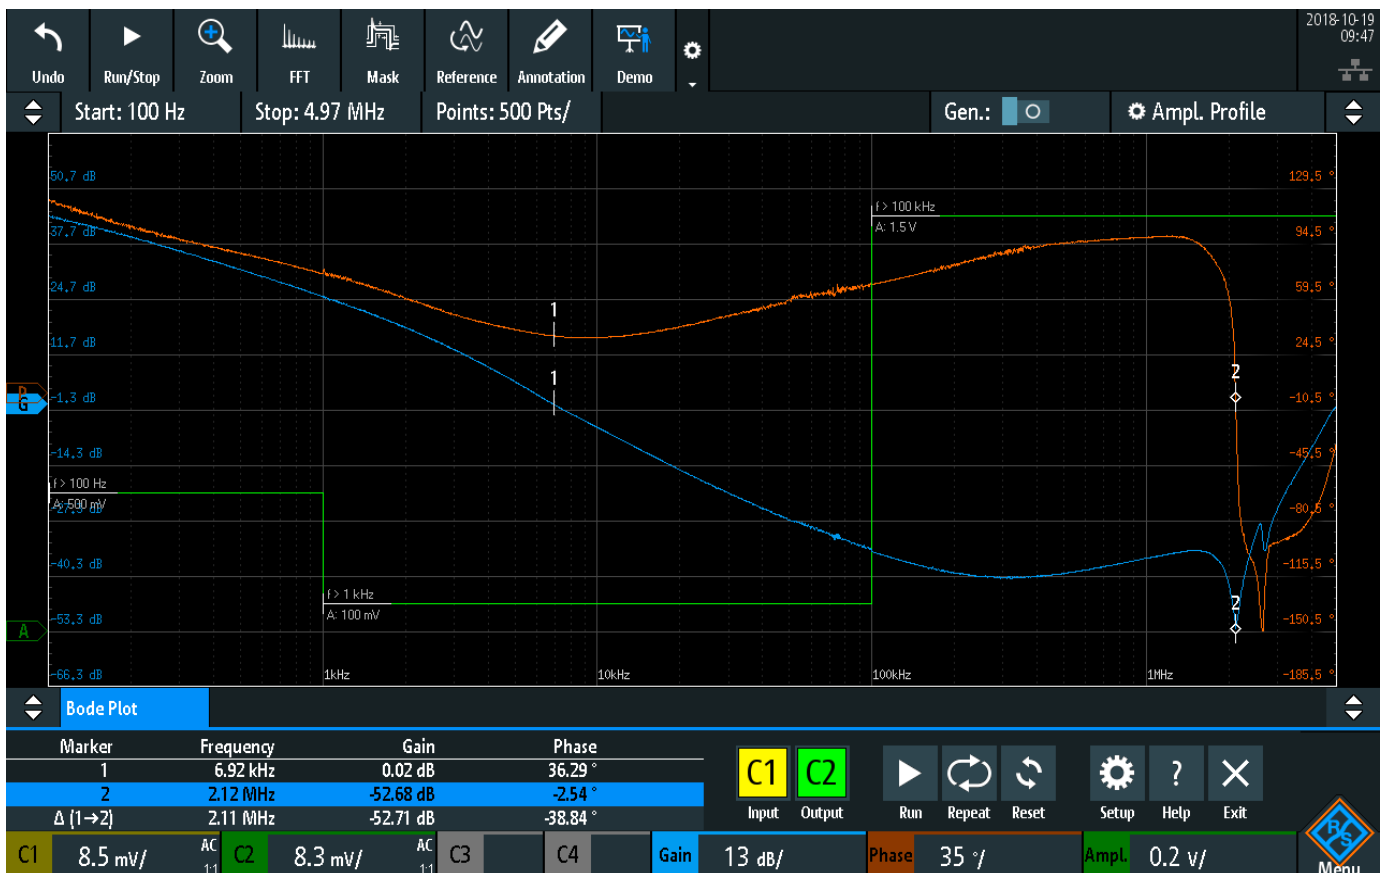 2018-10-19
09:47
Undo Run/Stop Zoom FFT Mask Reference Annotation Demo
Start: 100 Hz Stop: 4.97 MHz Points: 500 Pts/ Gen.: Ampl. Profile
50.7 dB 129.5 °
f> 100 kHz
A: 1.5 V
37.7 dB 94.5 °
24.7 dB 59.5 °
1
11.7 dB 24.5 °
1 2
P
G -1.3 dB -10.5 °
-14.3 dB -45.5 °
f> 100 Hz
A: 500 mV
-27.3 dB -80.5 °
-40.3 dB -115.5 °
f> 1 kHz
A: 100 mV
2
A -53.3 dB -150.5 °
-66.3 dB 1kHz 10kHz 100kHz 1MHz -185.5 °
Bode Plot
Marker Frequency Gain Phase
1 6.92 kHz 0.02 dB 36.29 °
2 2.12 MHz -52.68 dB -2.54 °
Δ (1→2) 2.11 MHz -52.71 dB -38.84 °
C1 C2 ?
Input Output Run Repeat Reset Setup Help Exit
C1 8.5 mV/ AC 1:1 C2 8.3 mV/ AC 1:1 C3 C4 Gain 13 dB/ Phase 35 °/ Ampl. 0.2 V/
R&S
Menu